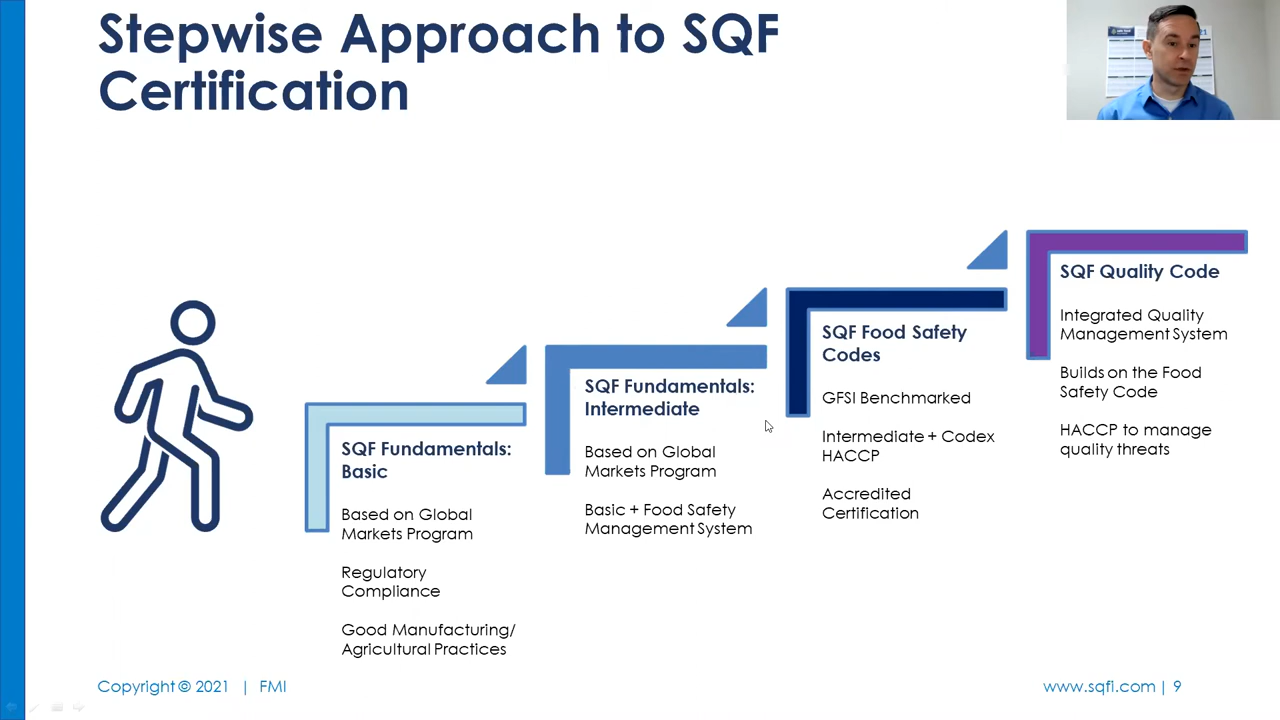 Stepwise Approach to SQF
Certification
SQF Fundamentals:
Basic
Based on Global
Markets Program
Regulatory
Compliance
Good Manufacturing/
Agricultural Practices
SQF Fundamentals:
Intermediate
Based on Global
Markets Program
Basic + Food Safety
Management System
SQF Food Safety
Codes
GFSI Benchmarked
Intermediate + Codex
HACCP
Accredited
Certification
SQF Quality Code
Integrated Quality
Management System
Builds on the Food
Safety Code
HACCP to manage
quality threats
Copyright © 2021 | FMI
www.sqfi.com | 9